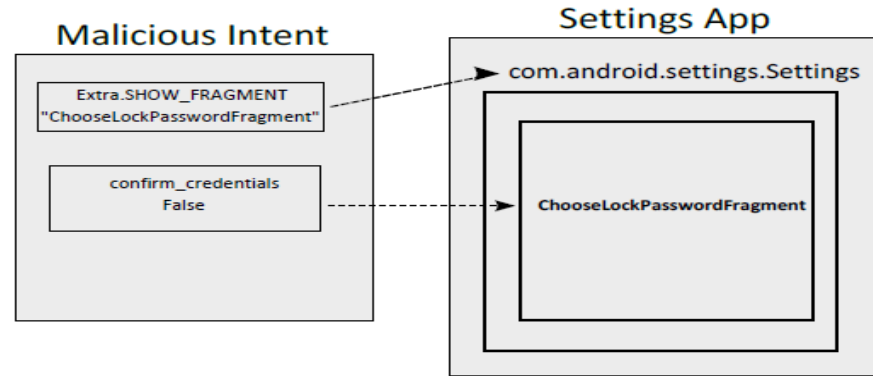 Malicious Intent
Extra.SHOW_FRAGMENT
"ChooseLockPasswordFragment"
confirm_credentials
False
Settings App
com.android.settings.Settings
ChooseLockPasswordFragment